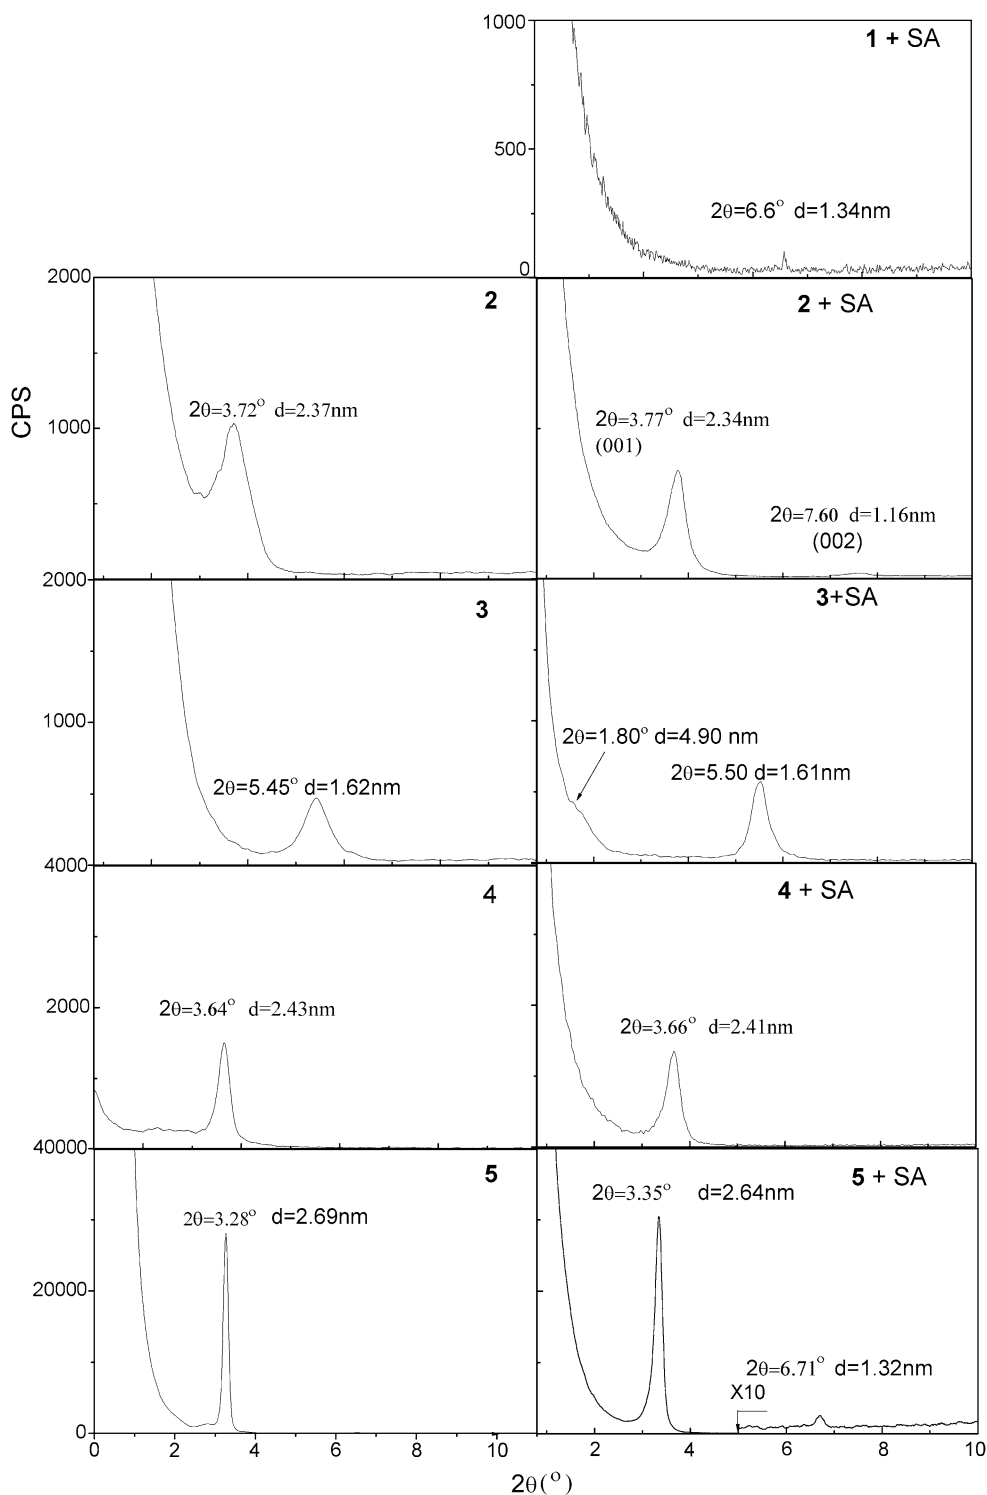 1000
1 + SA
500
2θ=6.6° d=1.34nm
0
2000
2
2 + SA
CPS
2θ=3.72° d=2.37nm
1000
2θ=3.77° d=2.34nm
(001)
2θ=7.60 d=1.16nm
(002)
2000
3
3+SA
1000
2θ=1.80° d=4.90 nm
2θ=5.45° d=1.62nm
2θ=5.50 d=1.61nm
4000
4
4 + SA
2000
2θ=3.64° d=2.43nm
2θ=3.66° d=2.41nm
40000
5
5 + SA
2θ=3.28° d=2.69nm
2θ=3.35° d=2.64nm
20000
2θ=6.71° d=1.32nm
X10
0
0 2 4 6 8 10 2 4 6 8 10
2θ(°)